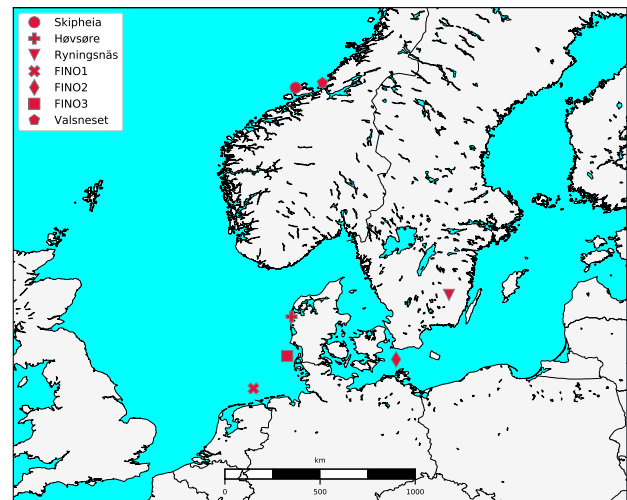 Skipheia
Høvsøre
Ryningsnäs
FINO1
FINO2
FINO3
Valsneset
km
0 500 1000